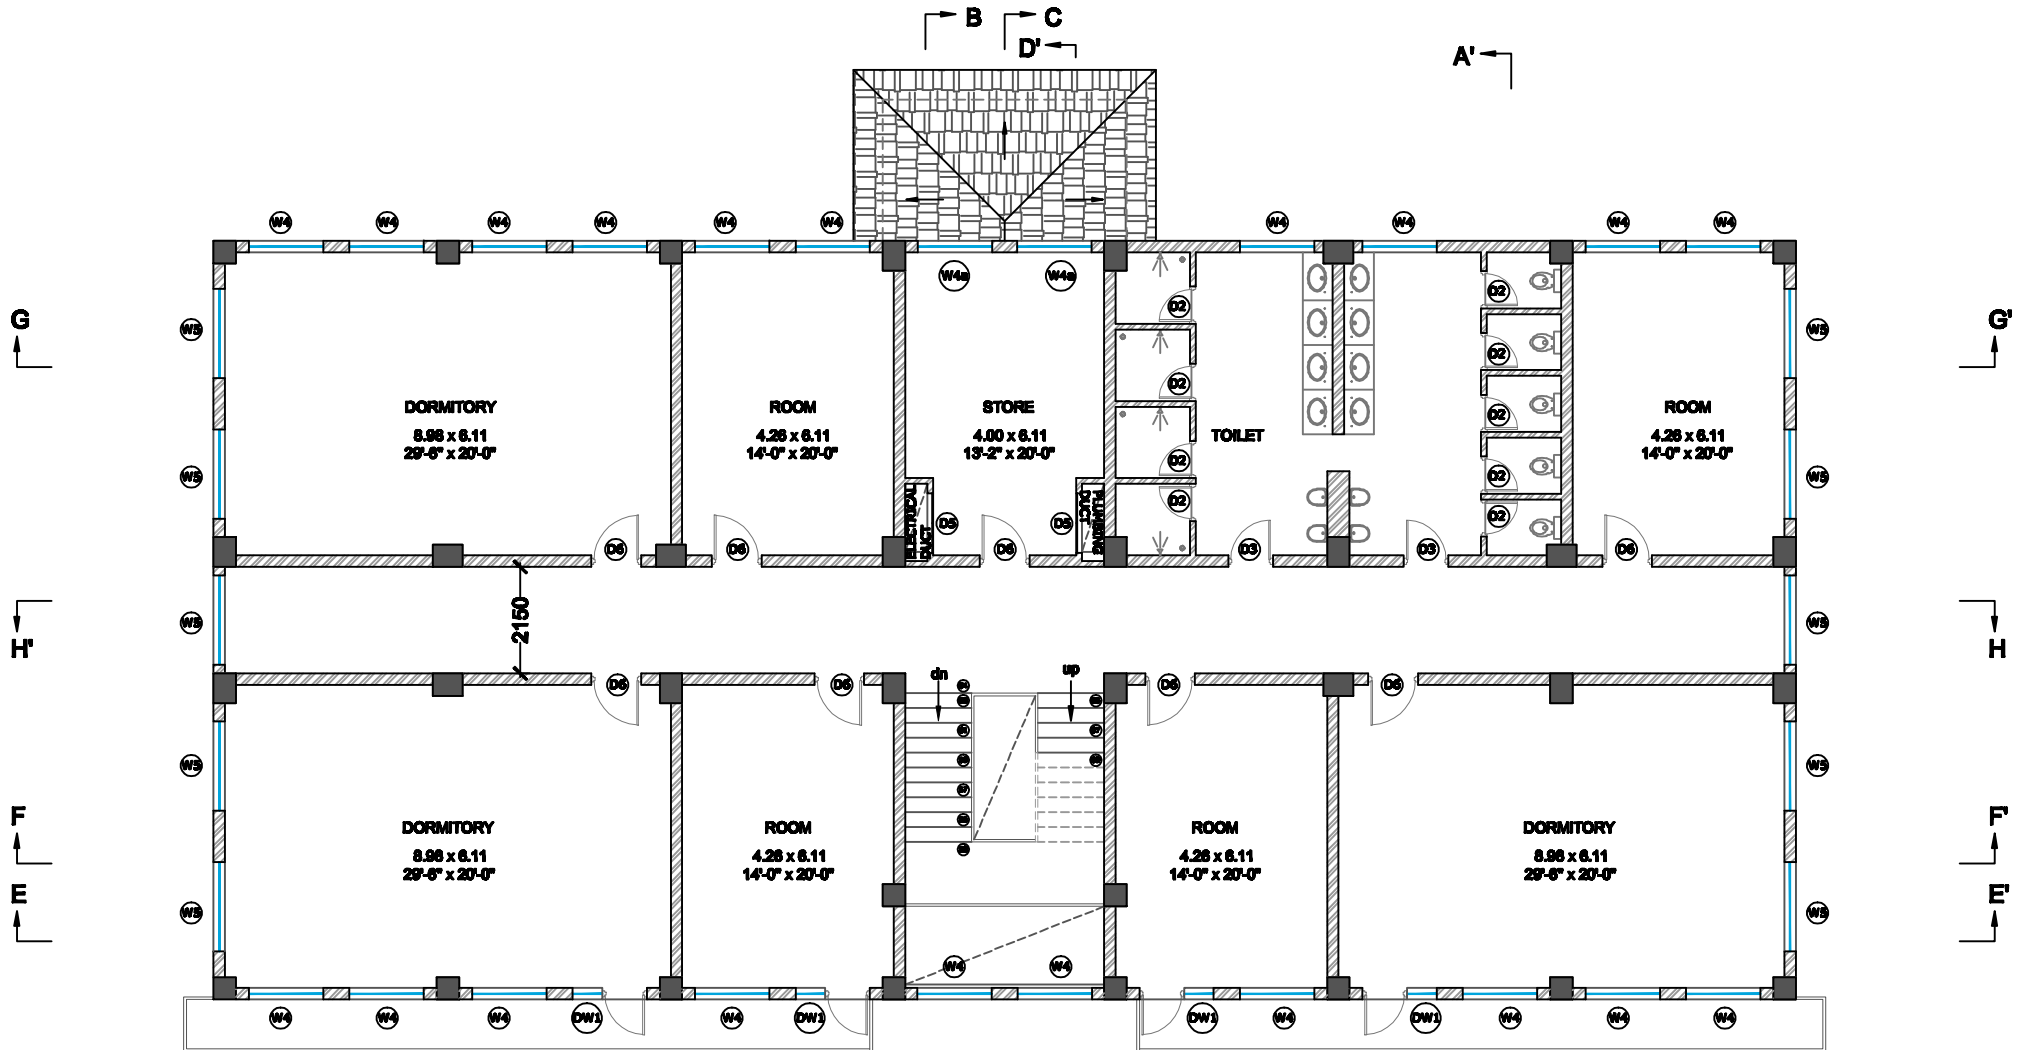 B C
D'
A'
W4 W4 W4 W4 W4 W4 W4 W4 W4 W4
W4a W4a
G G'
W5 D2 D2 W5
D2 D2
DORMITORY ROOM STORE TOILET ROOM
8.98 x 6.11 4.26 x 6.11 4.00 x 6.11 4.26 x 6.11
29'-6" x 20'-0" 14'-0" x 20'-0" 13'-2" x 20'-0" 14'-0" x 20'-0"
D2 D2
W5 D2 D2 W5
D2 D2
DUCT
PLUMBING
DUCT
D5 D5
D6 D6 D6 D3 D3 D6
2150
W5 W5
H' H
dn up
D6 D6 D6 D6
W5 W5
F F'
DORMITORY ROOM ROOM DORMITORY
8.98 x 6.11 4.26 x 6.11 4.26 x 6.11 8.98 x 6.11
29'-6" x 20'-0" 14'-0" x 20'-0" 14'-0" x 20'-0" 29'-6" x 20'-0"
E E'
W5 W5
W4 W4
W4 W4 W4 DW1 W4 DW1 DW1 W4 DW1 W4 W4 W4